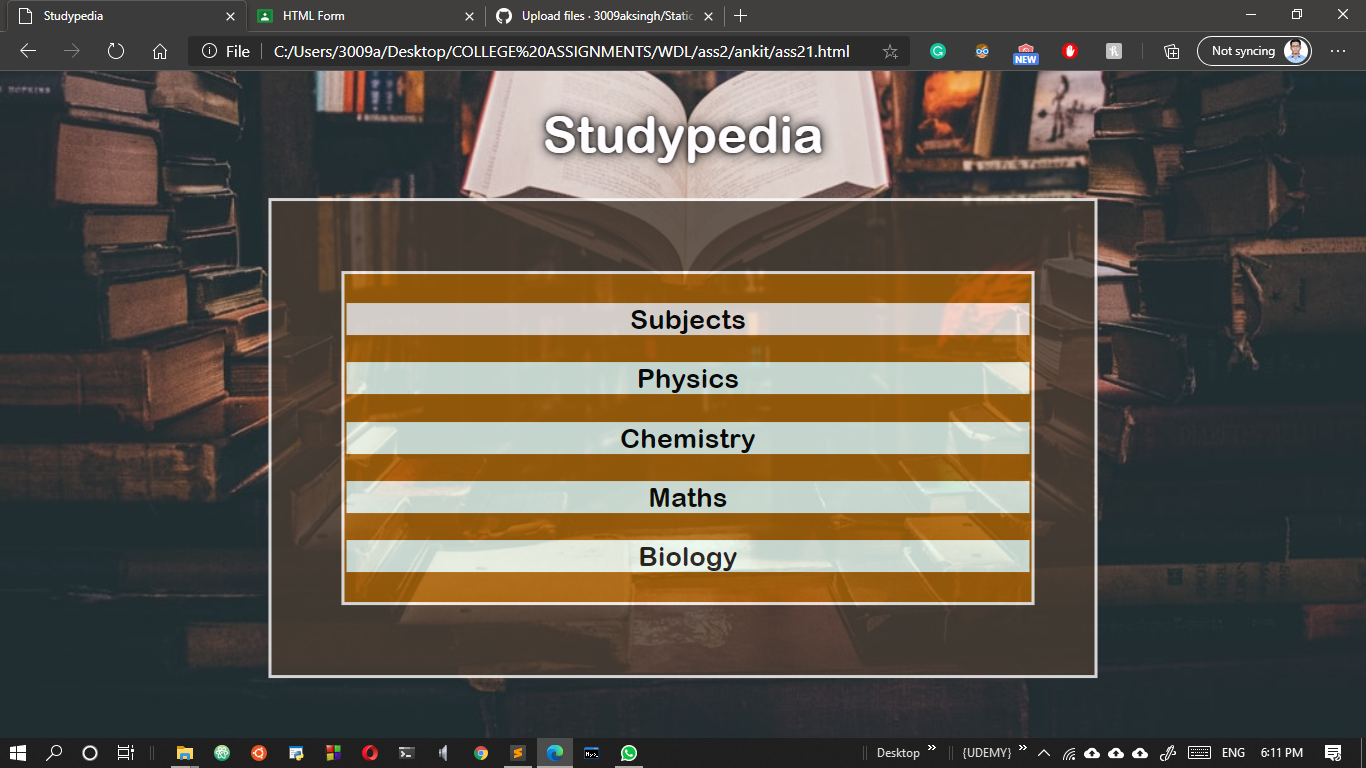 Studypedia
HTML Form
Upload files · 3009aksingh/Static
File
C:/Users/3009a/Desktop/COLLEGE%20ASSIGNMENTS/WDL/ass2/ankit/ass21.html
NEW
Not syncing
HOPKINS
Studypedia
Subjects
Physics
Chemistry
Maths
Biology
Desktop
{UDEMY}
ENG
6:11 PM